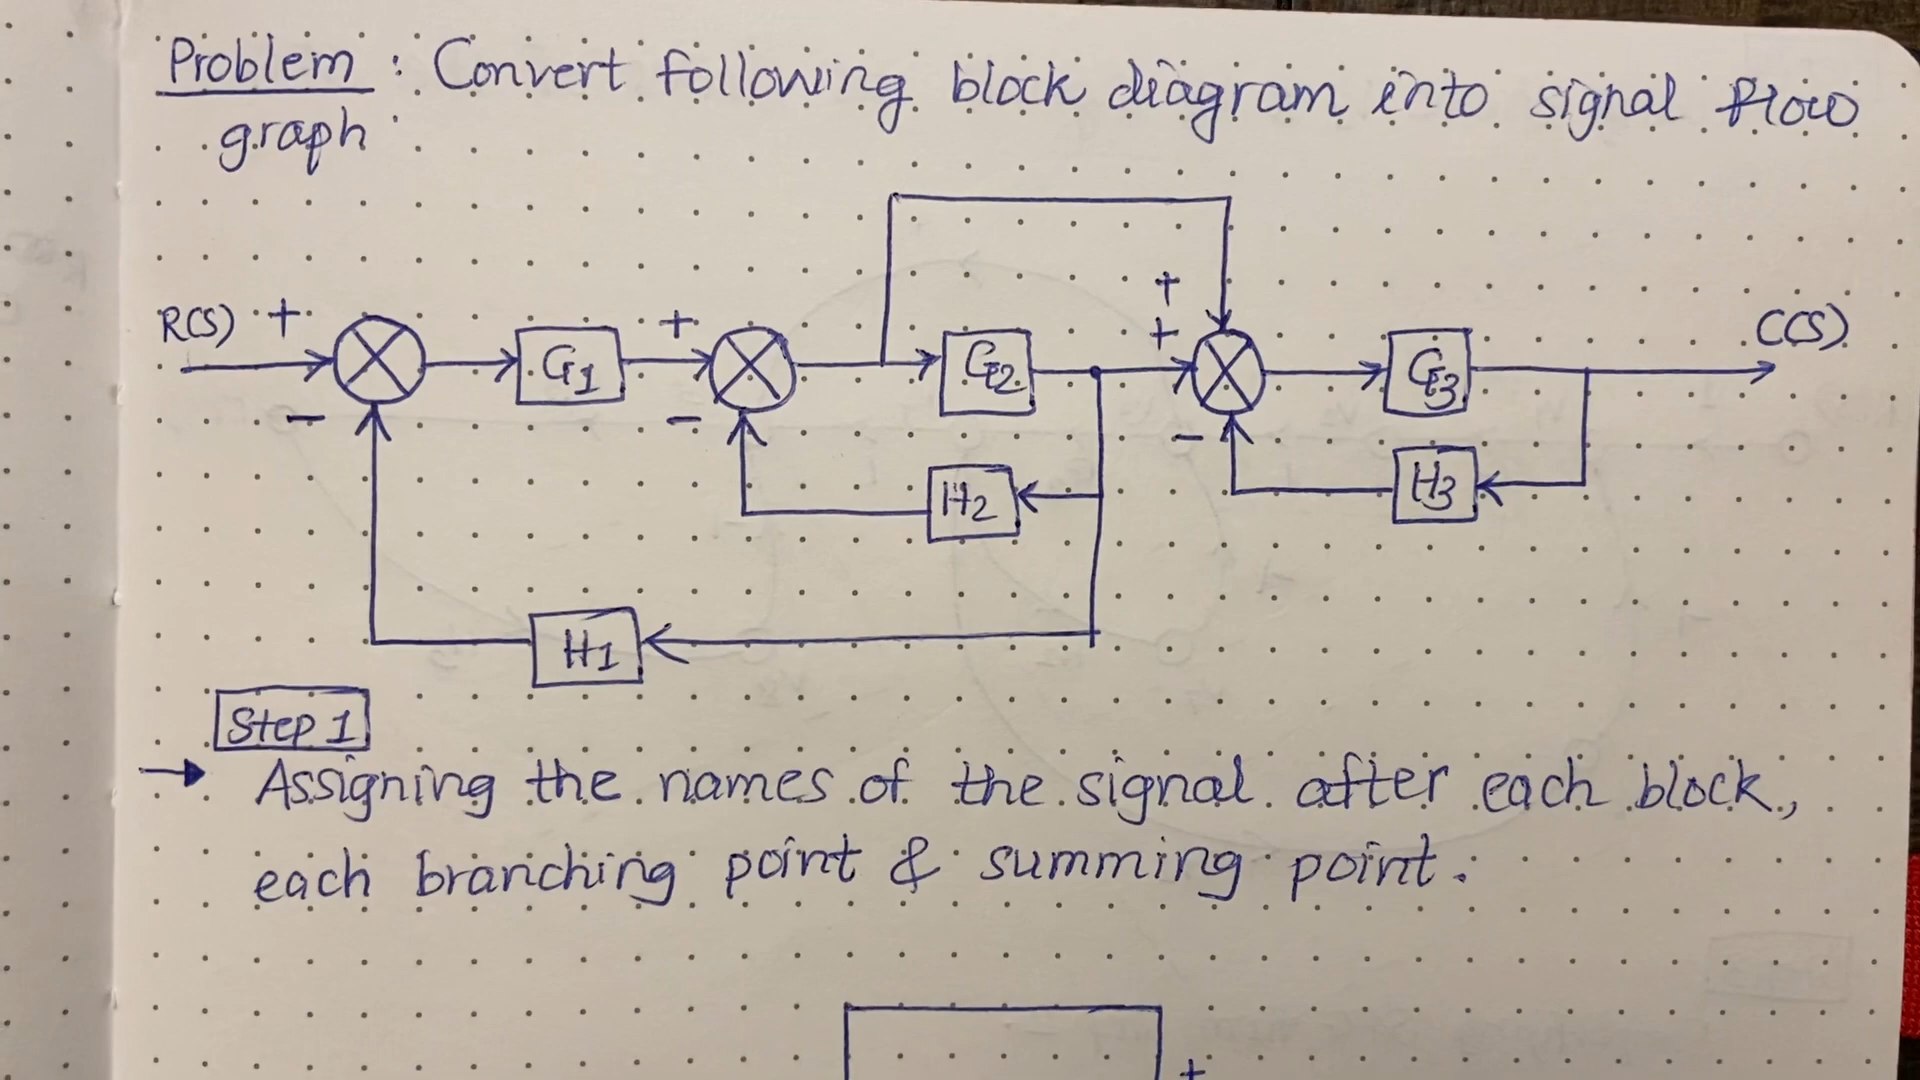 Problem : Convert following block diagram into signal flow
graph
+
+
R(S) + G1 + G2 + G3 C(S)
- - -
H2 H3
H1
Step 1
→ Assigning the names of the signal after each block,
each branching point & summing point.
+